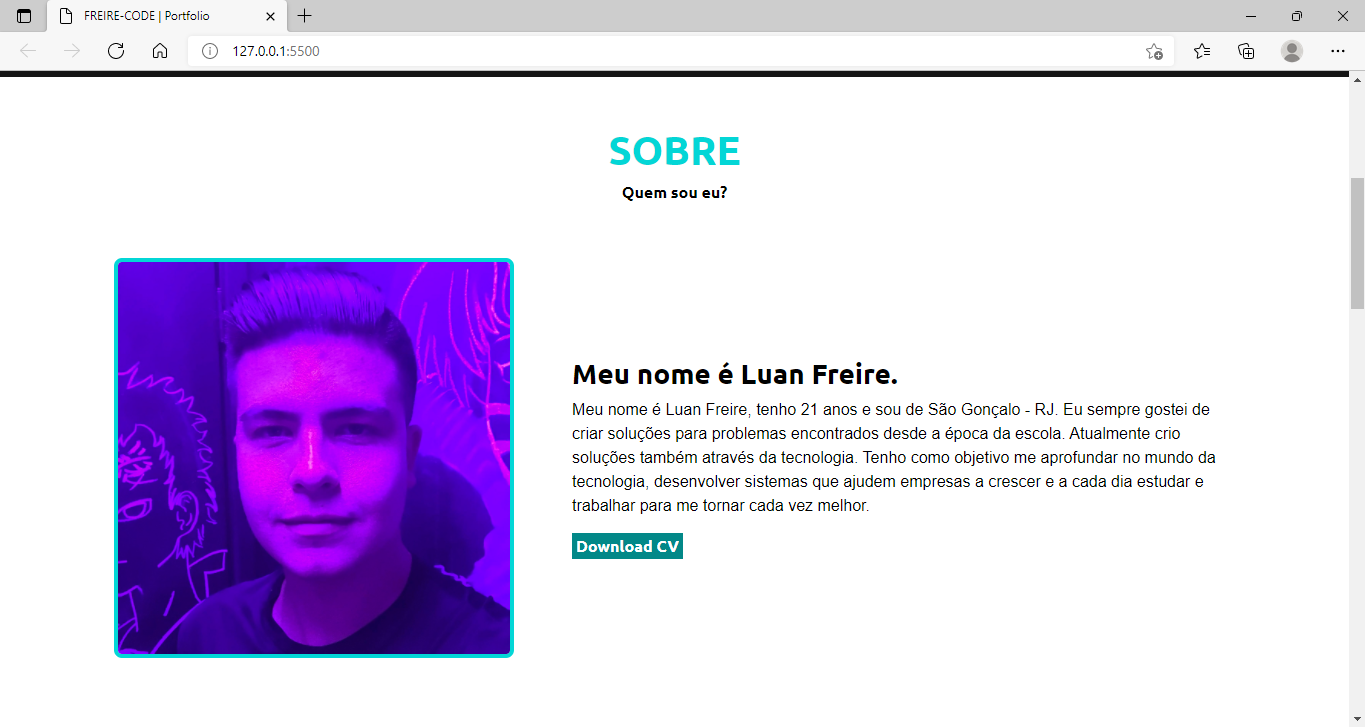 FREIRE-CODE | Portfolio
127.0.0.1:5500
SOBRE
Quem sou eu?
Meu nome é Luan Freire.
Meu nome é Luan Freire, tenho 21 anos e sou de São Gonçalo - RJ. Eu sempre gostei de
criar soluções para problemas encontrados desde a época da escola. Atualmente crio
soluções também através da tecnologia. Tenho como objetivo me aprofundar no mundo da
tecnologia, desenvolver sistemas que ajudem empresas a crescer e a cada dia estudar e
trabalhar para me tornar cada vez melhor.
Download CV